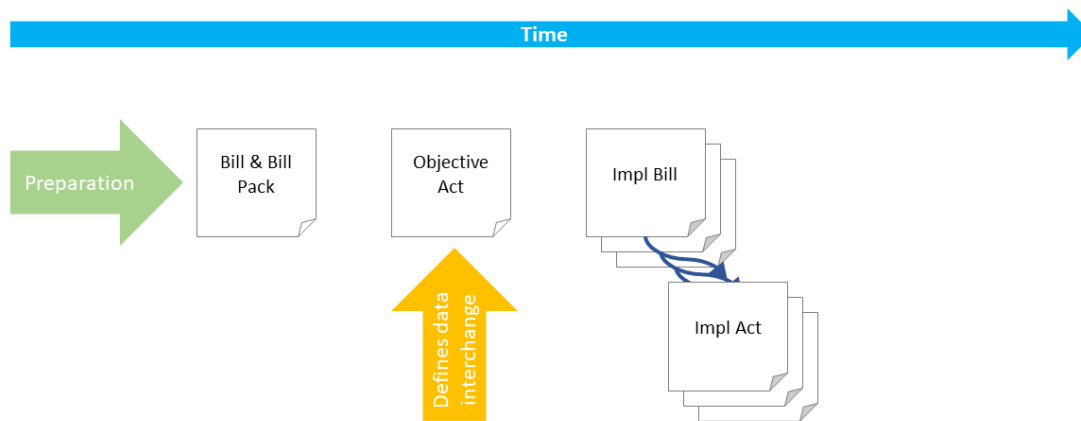 Time
Preparation
Bill & Bill
Pack
Objective
Act
Impl Bill
Defines data
interchange
Impl Act